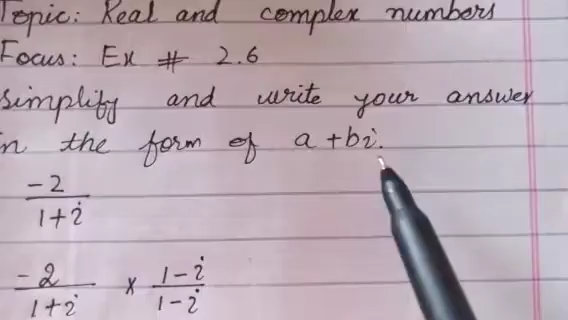 Topic: Real and complex numbers
Focus: Ex # 2.6
simplify and write your answer
in the form of a + bi.
-2 / 1+i
-2 / 1+i × 1-i / 1-i